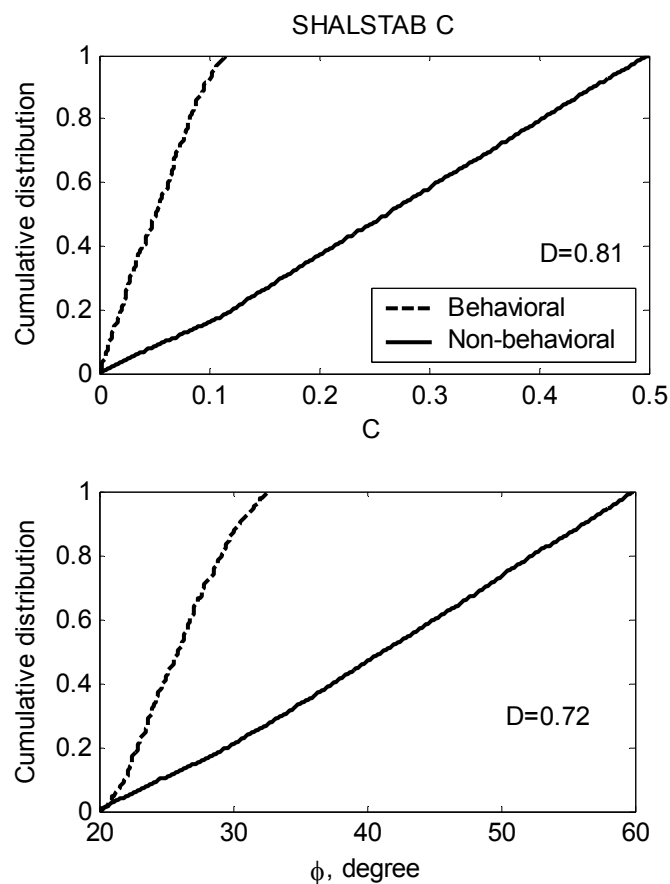 SHALSTAB C
1
0.8
0.6
0.4
0.2
0
Cumulative distribution
D=0.81
Behavioral
Non-behavioral
0 0.1 0.2 0.3 0.4 0.5
C
1
0.8
0.6
0.4
0.2
0
Cumulative distribution
D=0.72
20 30 40 50 60
ϕ, degree